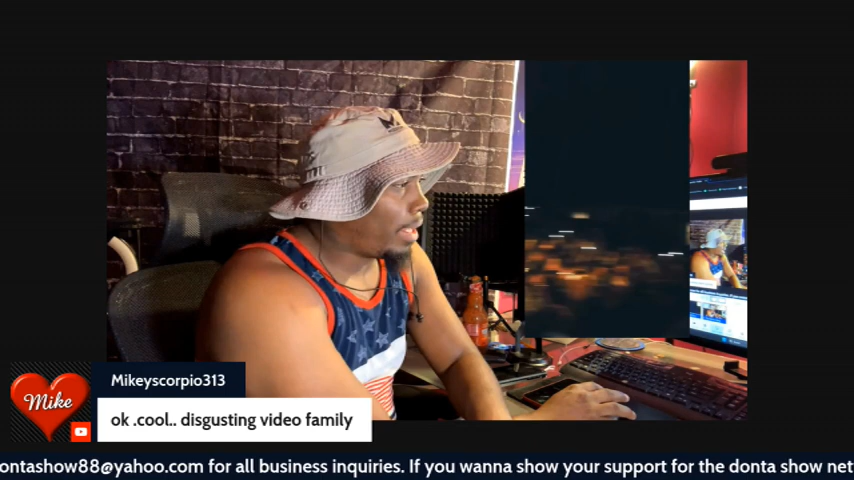 Mikeyscorpio313
Mike
ok .cool.. disgusting video family
ontashow88@yahoo.com for all business inquiries. If you wanna show your support for the donta show net